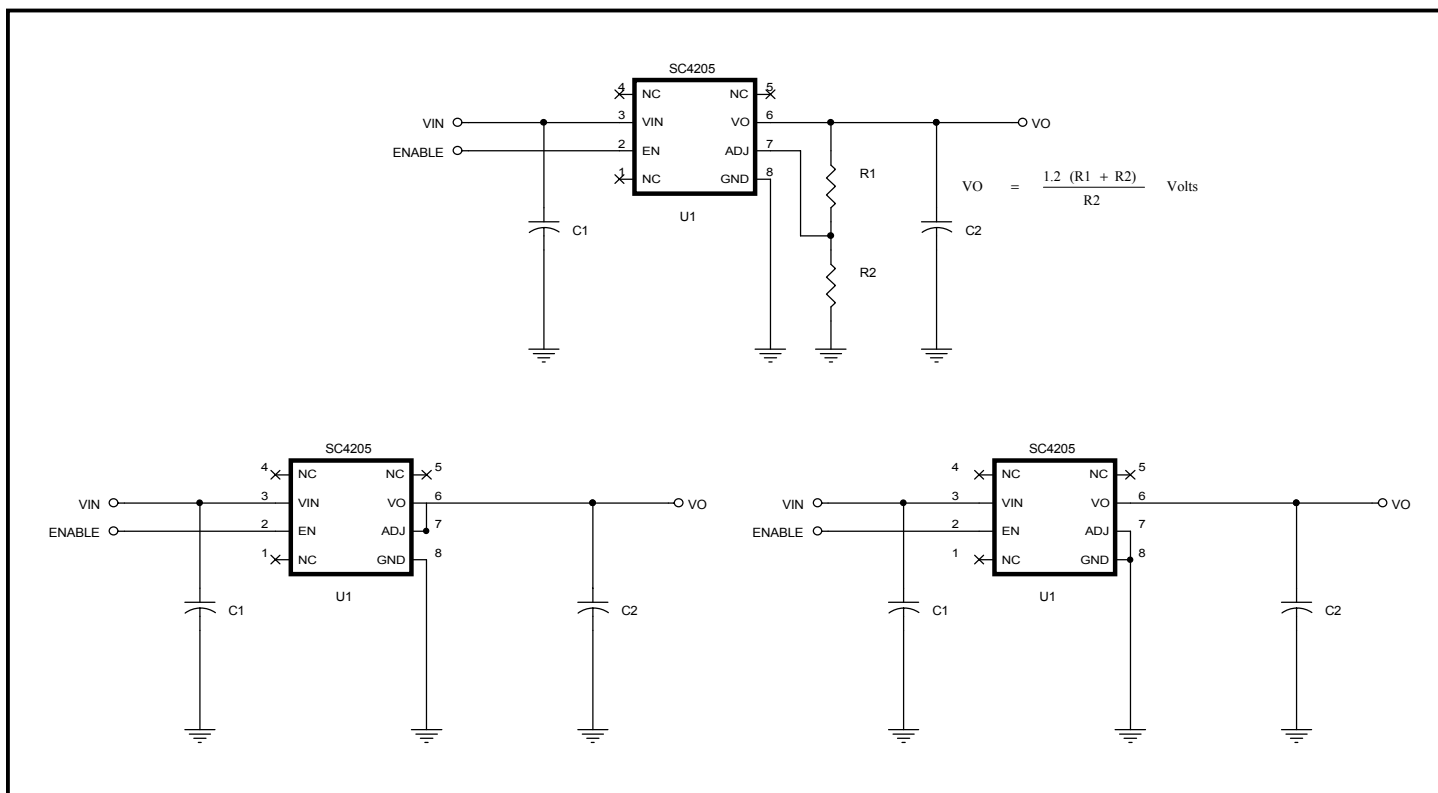 SC4205
4 NC NC 5
VIN 3 VIN VO 6 VO
ENABLE 2 EN ADJ 7
1 NC GND 8
R1
VO = 1.2 (R1 + R2) Volts
R2
U1
C1
C2
R2
SC4205
4 NC NC 5
VIN 3 VIN VO 6 VO
ENABLE 2 EN ADJ 7
1 NC GND 8
U1
C1
C2
SC4205
4 NC NC 5
VIN 3 VIN VO 6 VO
ENABLE 2 EN ADJ 7
1 NC GND 8
U1
C1
C2